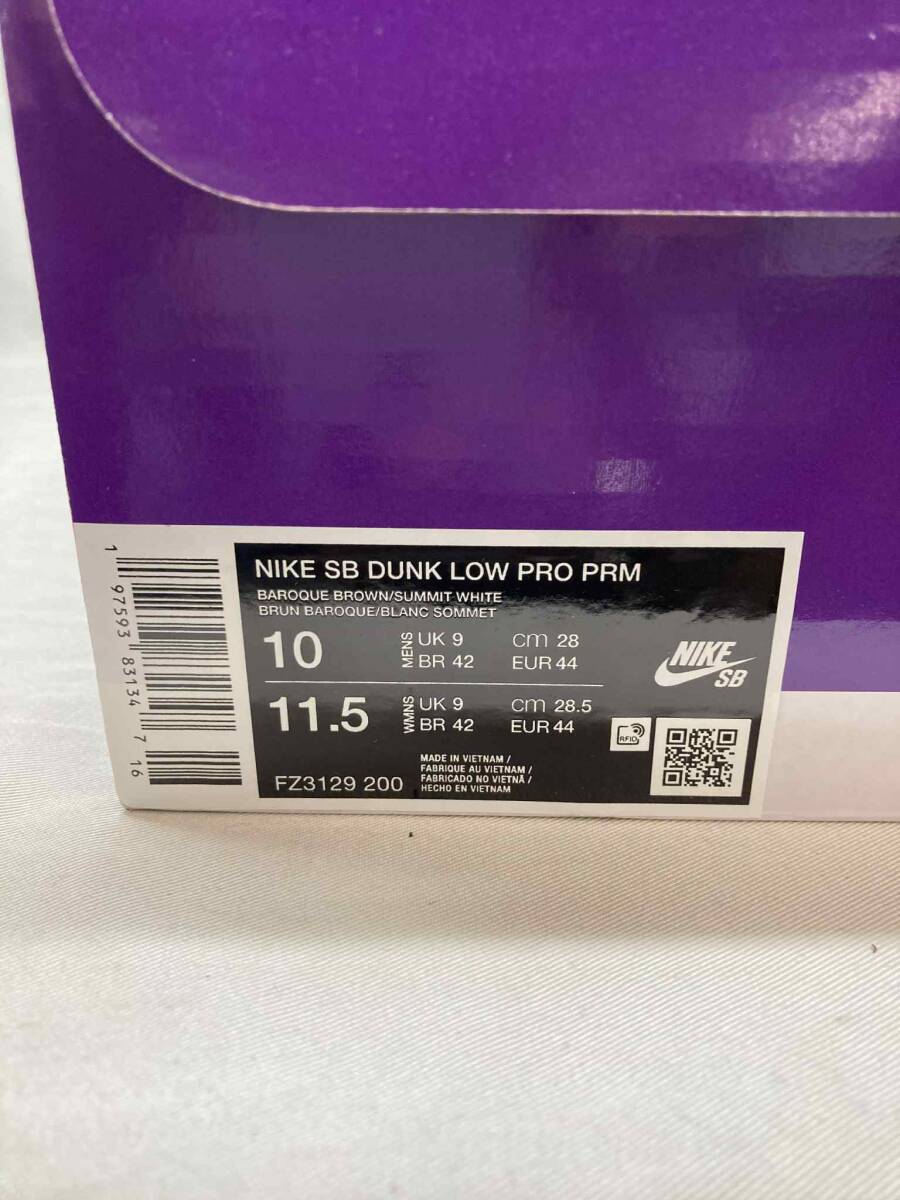 NIKE SB DUNK LOW PRO PRM
BAROQUE BROWN/SUMMIT WHITE
BRUN BAROQUE/BLANC SOMMET
10 MENS UK 9 cm 28
BR 42 EUR 44
11.5 WMNS UK 9 cm 28.5
BR 42 EUR 44
NIKE
SB
RFID
MADE IN VIETNAM /
FABRIQUE AU VIETNAM /
FABRICADO NO VIETNÃ /
HECHO EN VIETNAM
FZ3129 200
1 97593 83134 7 16